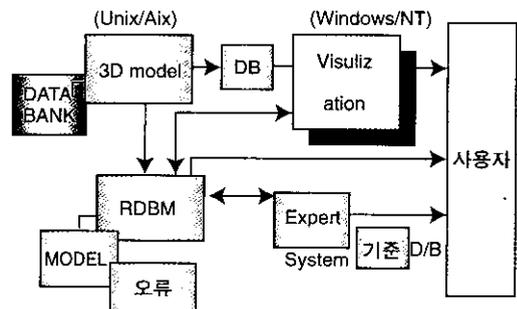 (Unix/Aix)
(Windows/NT)
3D model
DB
Visuliz
ation
DATA
BANK
사용자
RDBM
Expert
System
기준 D/B
MODEL
오류